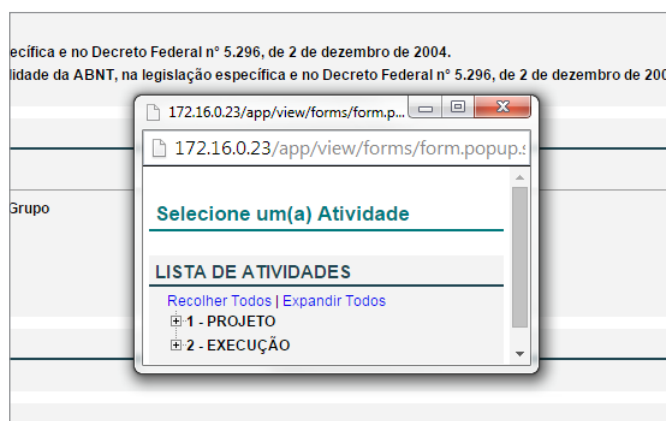 ecífica e no Decreto Federal n° 5.296, de 2 de dezembro de 2004.
lidade da ABNT, na legislação específica e no Decreto Federal n° 5.296, de 2 de dezembro de 200
172.16.0.23/app/view/forms/form.p...
172.16.0.23/app/view/forms/form.popup.s
Grupo
Selecione um(a) Atividade
LISTA DE ATIVIDADES
Recolher Todos | Expandir Todos
1 - PROJETO
2 - EXECUÇÃO